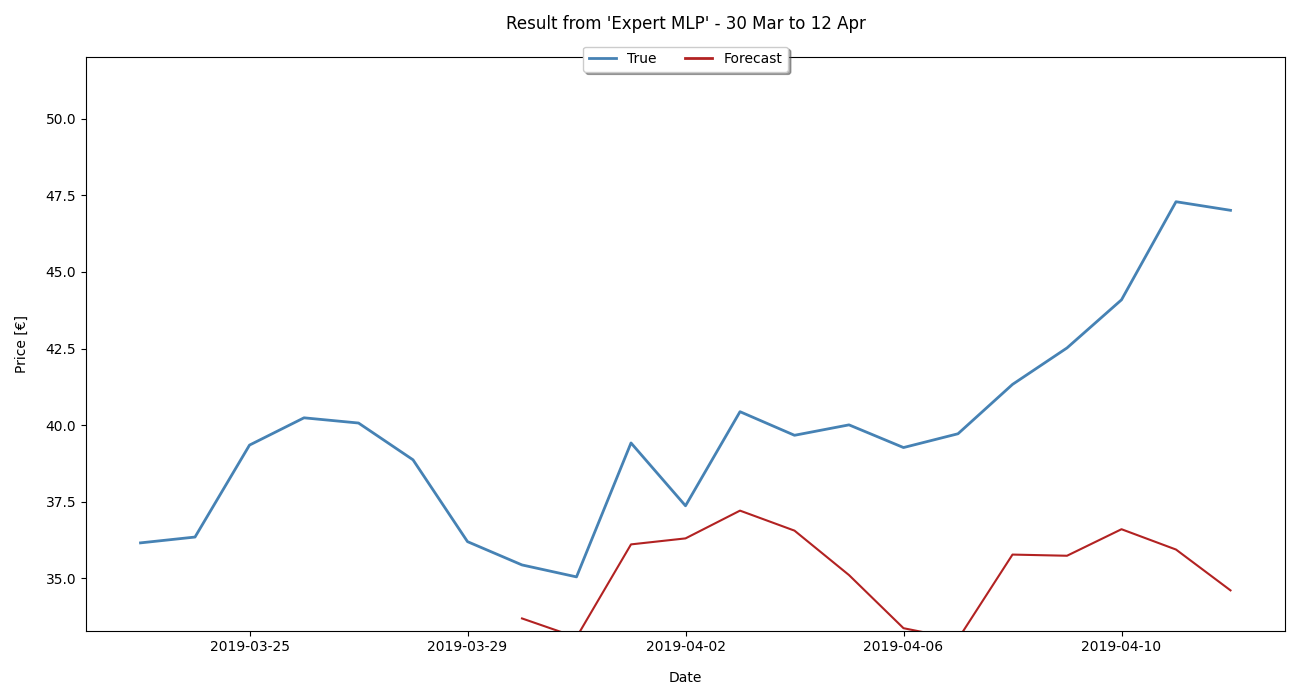 Result from 'Expert MLP' - 30 Mar to 12 Apr
True Forecast
50.0
47.5
45.0
42.5
40.0
37.5
35.0
Price [€]
2019-03-25 2019-03-29 2019-04-02 2019-04-06 2019-04-10
Date